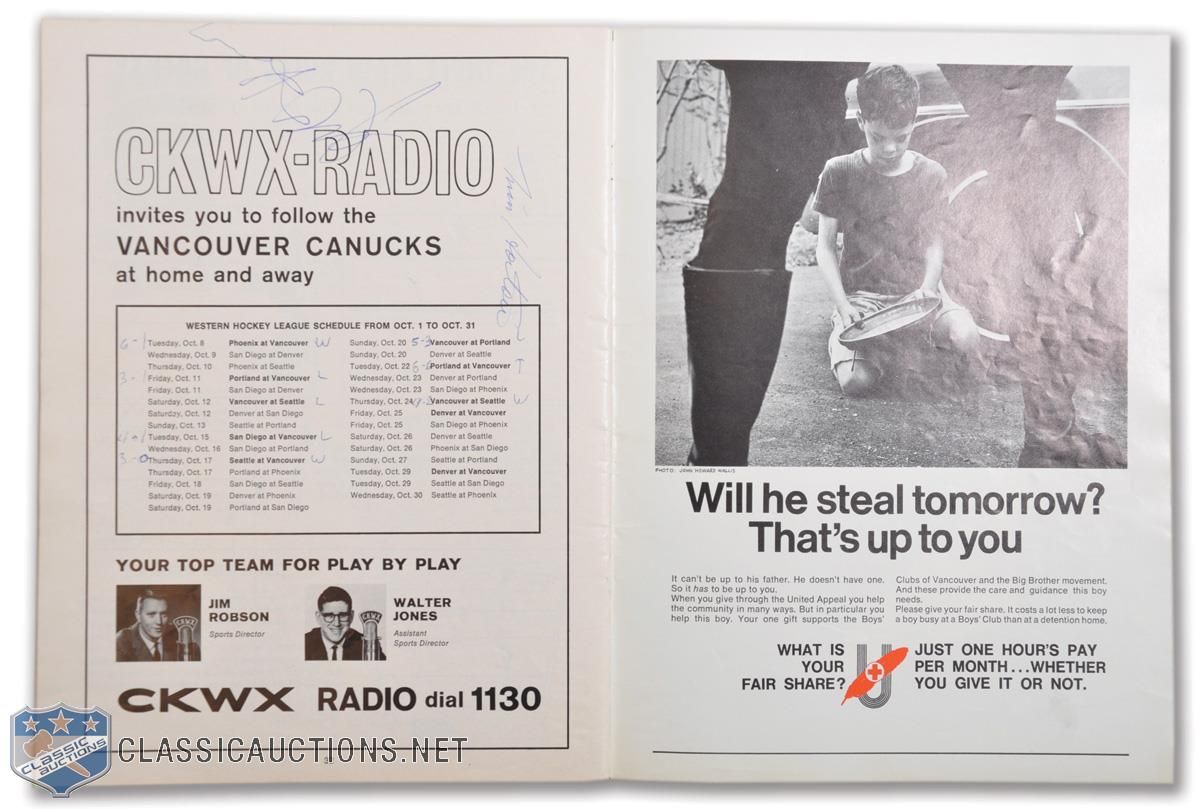 CKWX-RADIO
invites you to follow the
VANCOUVER CANUCKS
at home and away
WESTERN HOCKEY LEAGUE SCHEDULE FROM OCT. 1 TO OCT. 31
6-1 Tuesday, Oct. 8 Phoenix at Vancouver W
Wednesday, Oct. 9 San Diego at Denver
Thursday, Oct. 10 Phoenix at Seattle
3-1 Friday, Oct. 11 Portland at Vancouver L
Friday, Oct. 11 San Diego at Denver
Saturday, Oct. 12 Vancouver at Seattle L
Saturday, Oct. 12 Denver at San Diego
Sunday, Oct. 13 Seattle at Portland
Tuesday, Oct. 15 San Diego at Vancouver L
Wednesday, Oct. 16 San Diego at Portland
3-0 Thursday, Oct. 17 Seattle at Vancouver W
Thursday, Oct. 17 Portland at Phoenix
Friday, Oct. 18 San Diego at Seattle
Saturday, Oct. 19 Denver at Phoenix
Saturday, Oct. 19 Portland at San Diego
Sunday, Oct. 20 Vancouver at Portland
Sunday, Oct. 20 Denver at Seattle
Tuesday, Oct. 22 Portland at Vancouver T
Wednesday, Oct. 23 Denver at Portland
Wednesday, Oct. 23 San Diego at Phoenix
Thursday, Oct. 24 Vancouver at Seattle W
Friday, Oct. 25 Denver at Vancouver
Friday, Oct. 25 San Diego at Phoenix
Saturday, Oct. 26 Denver at Seattle
Saturday, Oct. 26 Phoenix at San Diego
Sunday, Oct. 27 Seattle at Portland
Tuesday, Oct. 29 Denver at Vancouver
Tuesday, Oct. 29 Seattle at San Diego
Wednesday, Oct. 30 Seattle at Phoenix
YOUR TOP TEAM FOR PLAY BY PLAY
JIM
ROBSON
Sports Director
WALTER
JONES
Assistant
Sports Director
CKWX
CKWX RADIO dial 1130
CLASSIC
AUCTIONS
CLASSICAUCTIONS.NET
PHOTO: JOHN HOWARD WALLIS
Will he steal tomorrow?
That's up to you
It can't be up to his father. He doesn't have one.
So it has to be up to you.
When you give through the United Appeal you help
the community in many ways. But in particular you
help this boy. Your one gift supports the Boys'
Clubs of Vancouver and the Big Brother movement.
And these provide the care and guidance this boy
needs.
Please give your fair share. It costs a lot less to keep
a boy busy at a Boys' Club than at a detention home.
WHAT IS
YOUR
FAIR SHARE?
JUST ONE HOUR'S PAY
PER MONTH...WHETHER
YOU GIVE IT OR NOT.